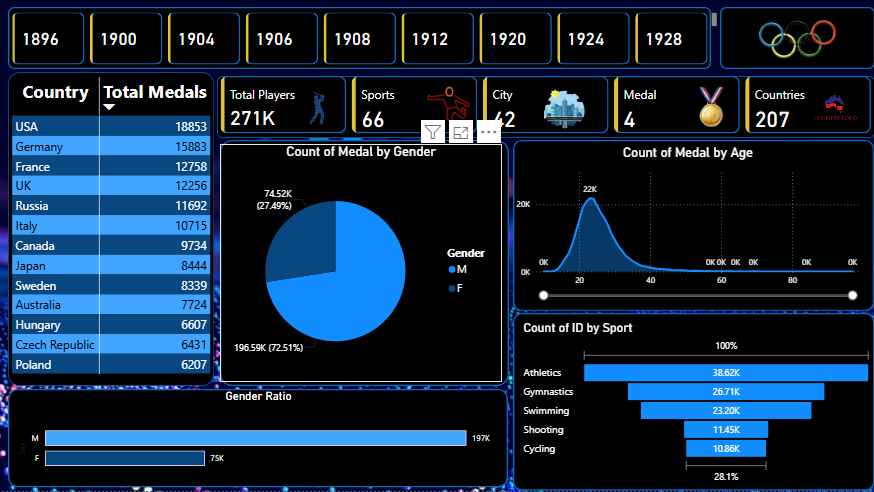 1896
1900
1904
1906
1908
1912
1920
1924
1928
Country Total Medals
USA 18853
Germany 15883
France 12758
UK 12256
Russia 11692
Italy 10715
Canada 9734
Japan 8444
Sweden 8339
Australia 7724
Hungary 6607
Czech Republic 6431
Poland 6207
Total Players
271K
Sports
66
City
42
Medal
4
Countries
207
COUNTRY LOGO
Count of Medal by Gender
74.52K
(27.49%)
196.59K (72.51%)
Gender
M
F
Count of Medal by Age
20K
0K
22K
0K
0K 0K 0K 0K
0K
0K
20
40
60
80
Count of ID by Sport
100%
Athletics 38.62K
Gymnastics 26.71K
Swimming 23.20K
Shooting 11.45K
Cycling 10.86K
28.1%
Gender Ratio
Sex
M 197K
F 75K